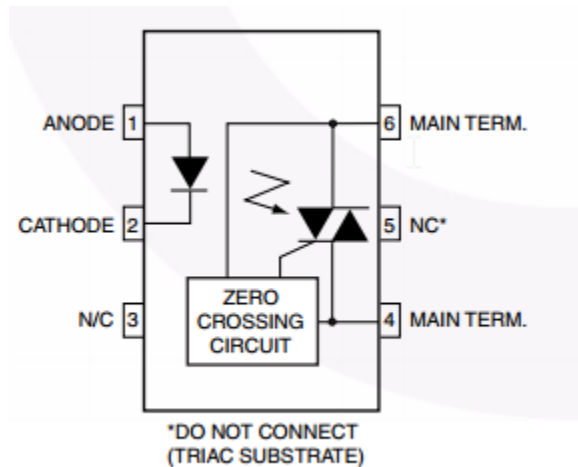 ANODE 1
6 MAIN TERM.
CATHODE 2
5 NC*
N/C 3
ZERO
CROSSING
CIRCUIT
4 MAIN TERM.
*DO NOT CONNECT
(TRIAC SUBSTRATE)